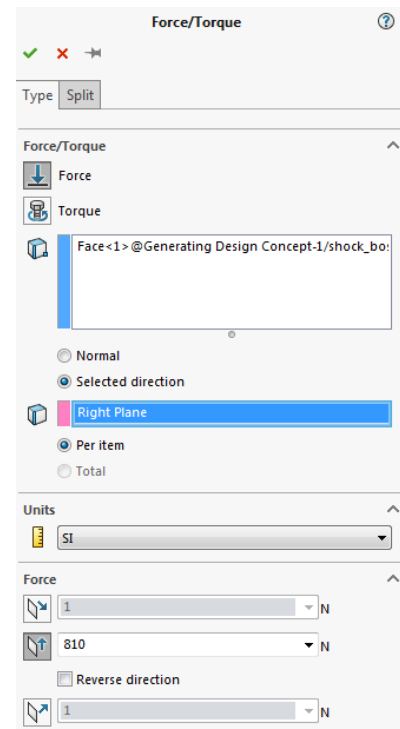 Force/Torque
Type Split
Force/Torque
Force
Torque
Face<1>@Generating Design Concept-1/shock_bo
Normal
Selected direction
Right Plane
Per item
Total
Units
SI
Force
1 N
810 N
Reverse direction
1 N